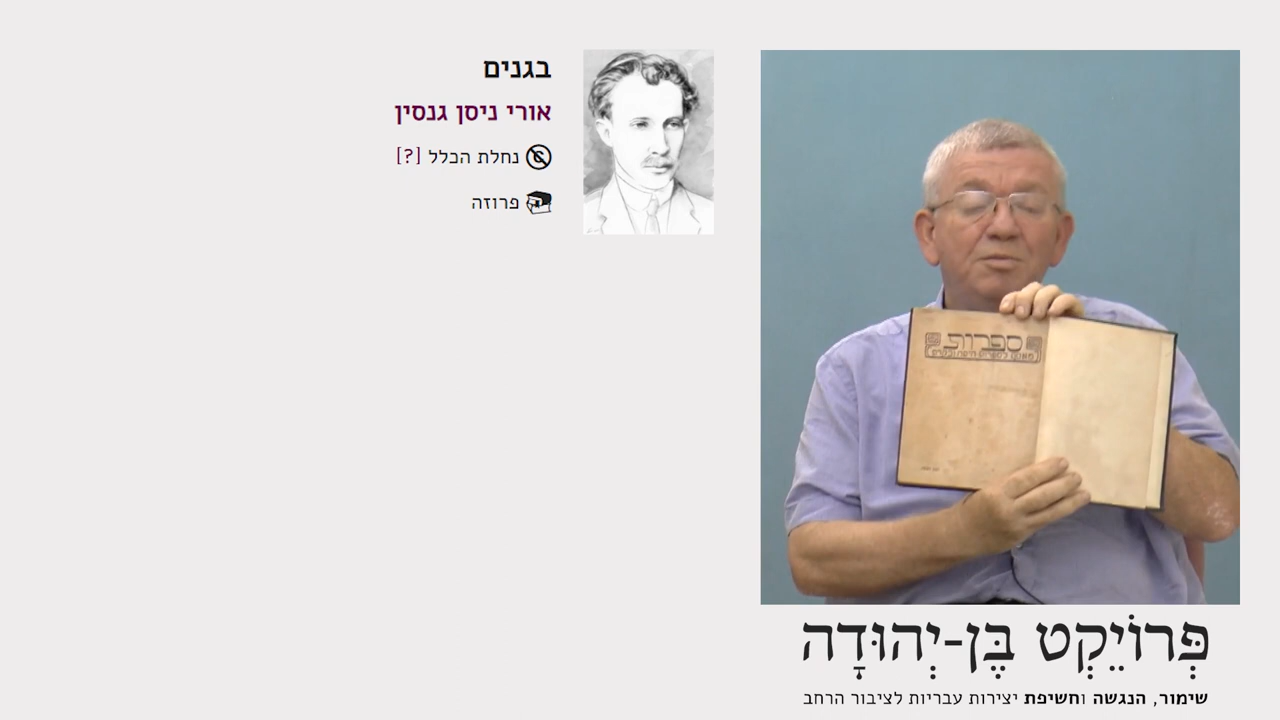 בגנים
אורי ניסן גנסין
נחלת הכלל [?]
פרוזה
ספרות
פְּרוֹיֵקְט בֶּן-יְהוּדָה
שימור, הנגשה וחשיפת יצירות עבריות לציבור הרחב